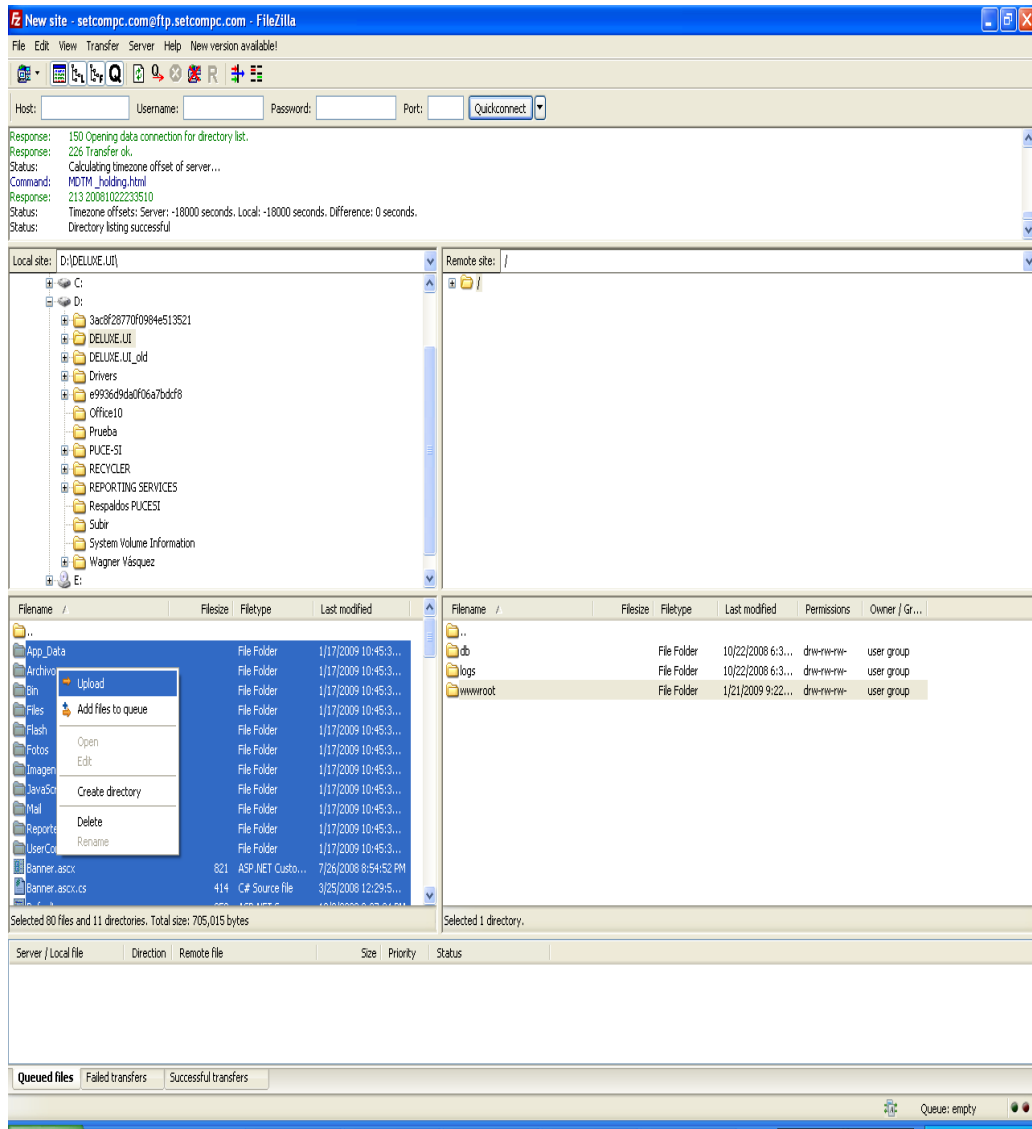 New site - setcompc.com@ftp.setcompc.com - FileZilla
File Edit View Transfer Server Help New version available!
Host: Username: Password: Port: Quickconnect
Response: 150 Opening data connection for directory list.
Response: 226 Transfer ok.
Status: Calculating timezone offset of server...
Command: MDTM _holding.html
Response: 213 20081022233510
Status: Timezone offsets: Server: -18000 seconds. Local: -18000 seconds. Difference: 0 seconds.
Status: Directory listing successful
Local site: D:\DELUXE.UI\
Remote site: /
C:
/
D:
3ac8f28770f0984e513521
DELUXE.UI
DELUXE.UI_old
Drivers
e9936d9da0f06a7bdcf8
Office10
Prueba
PUCE-SI
RECYCLER
REPORTING SERVICES
Respaldos PUCESI
Subir
System Volume Information
Wagner Vásquez
E:
Filename / Filesize Filetype Last modified
..
App_Data File Folder 1/17/2009 10:45:3...
Archivo File Folder 1/17/2009 10:45:3...
Bin File Folder 1/17/2009 10:45:3...
Files File Folder 1/17/2009 10:45:3...
Flash File Folder 1/17/2009 10:45:3...
Fotos File Folder 1/17/2009 10:45:3...
Imagen File Folder 1/17/2009 10:45:3...
JavaScr File Folder 1/17/2009 10:45:3...
Mail File Folder 1/17/2009 10:45:3...
Reporte File Folder 1/17/2009 10:45:3...
UserCo File Folder 1/17/2009 10:45:3...
Banner.ascx 821 ASP.NET Custo... 7/26/2008 8:54:52 PM
Banner.ascx.cs 414 C# Source file 3/25/2008 12:29:5...
Upload
Add files to queue
Open
Edit
Create directory
Delete
Rename
Selected 80 files and 11 directories. Total size: 705,015 bytes
Filename / Filesize Filetype Last modified Permissions Owner / Gr...
..
db File Folder 10/22/2008 6:3... drw-rw-rw- user group
logs File Folder 10/22/2008 6:3... drw-rw-rw- user group
wwwroot File Folder 1/21/2009 9:22... drw-rw-rw- user group
Selected 1 directory.
Server / Local file Direction Remote file Size Priority Status
Queued files Failed transfers Successful transfers
Queue: empty